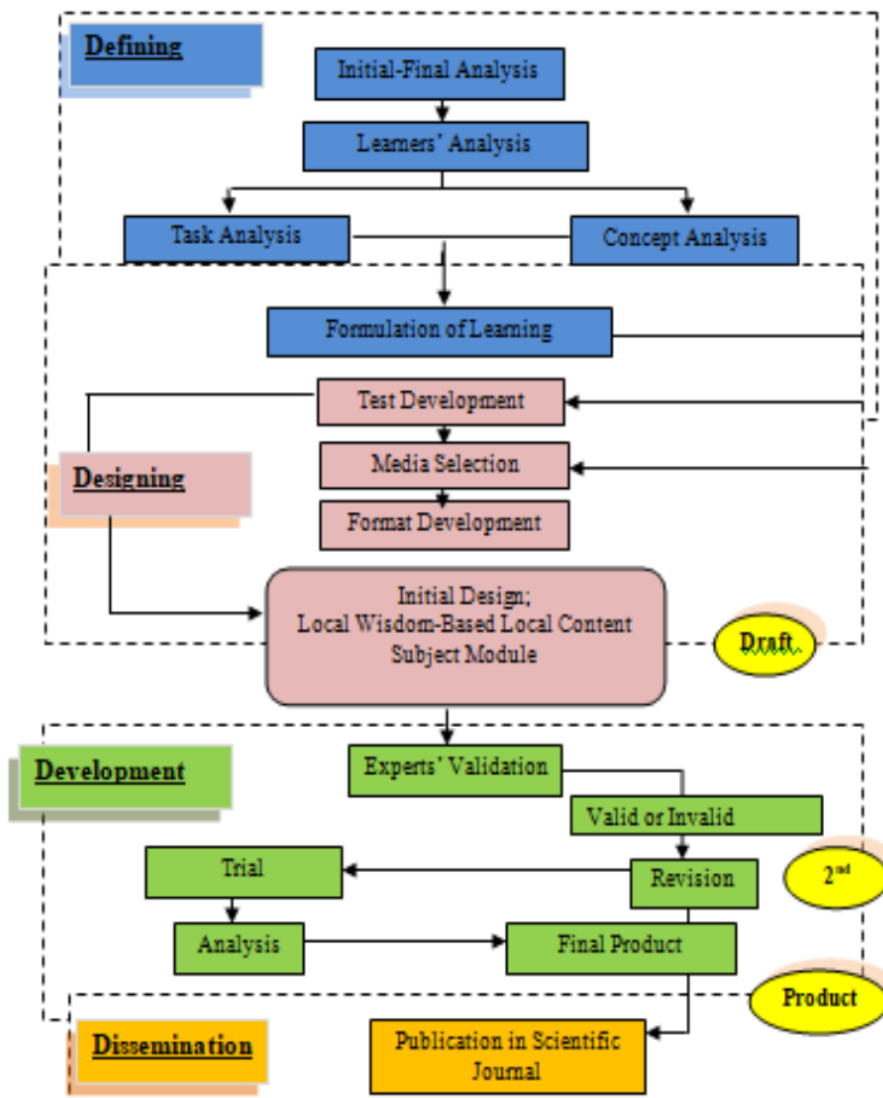 Defining
Initial-Final Analysis
Learners’ Analysis
Task Analysis
Concept Analysis
Formulation of Learning
Test Development
Designing
Media Selection
Format Development
Initial Design;
Local Wisdom-Based Local Content
Subject Module
Draft
Development
Experts’ Validation
Valid or Invalid
Trial
Revision
2nd
Analysis
Final Product
Product
Dissemination
Publication in Scientific
Journal